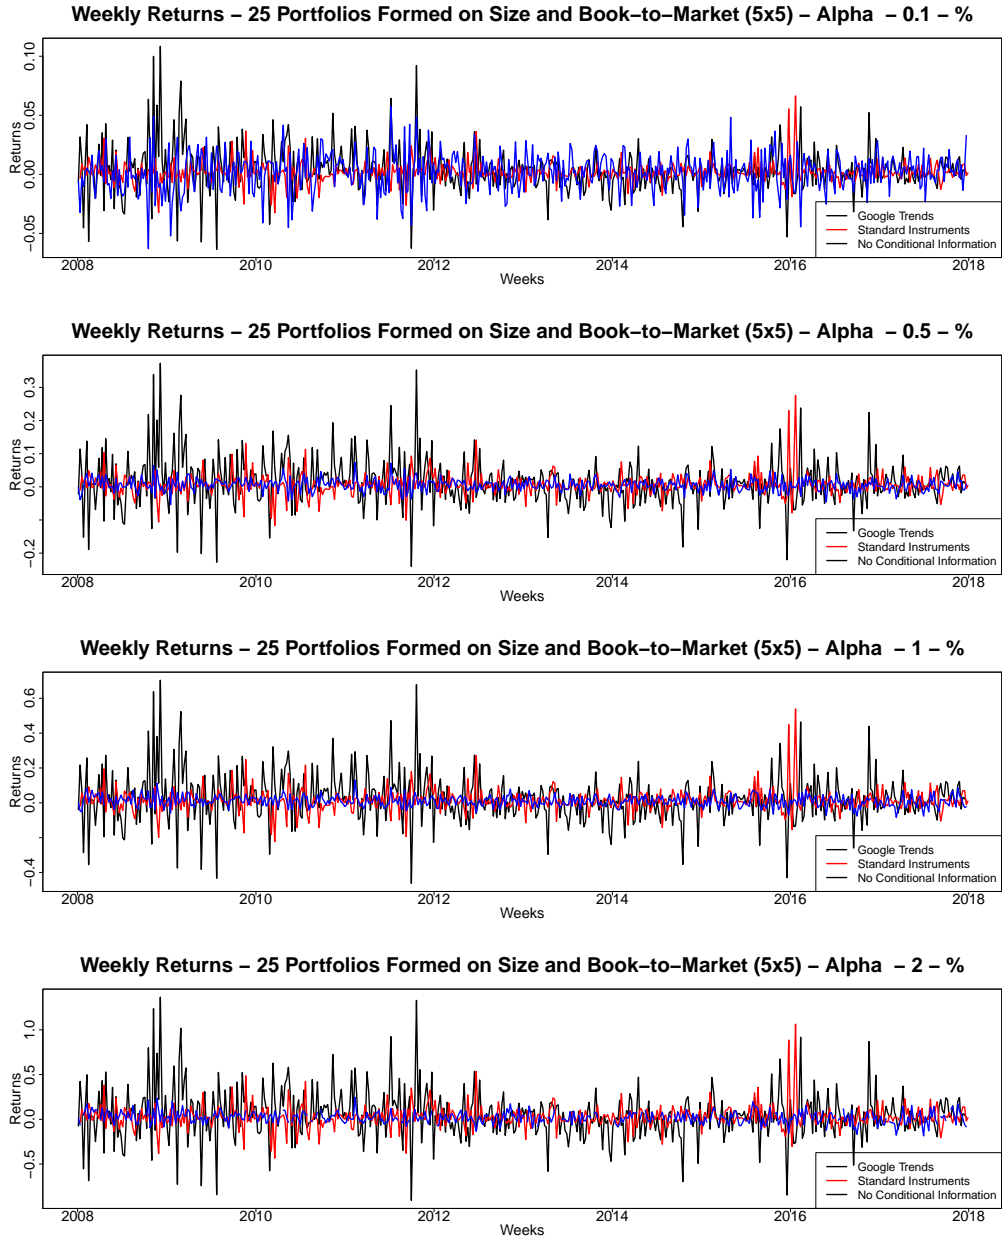 Weekly Returns – 25 Portfolios Formed on Size and Book–to–Market (5x5) – Alpha – 0.1 – %
Returns
0.10
0.05
0.00
−0.05
Google Trends
Standard Instruments
No Conditional Information
2008 2010 2012 2014 2016 2018
Weeks
Weekly Returns – 25 Portfolios Formed on Size and Book–to–Market (5x5) – Alpha – 0.5 – %
Returns
0.3
0.2
0.1
0.0
−0.2
Google Trends
Standard Instruments
No Conditional Information
2008 2010 2012 2014 2016 2018
Weeks
Weekly Returns – 25 Portfolios Formed on Size and Book–to–Market (5x5) – Alpha – 1 – %
Returns
0.6
0.4
0.2
0.0
−0.4
Google Trends
Standard Instruments
No Conditional Information
2008 2010 2012 2014 2016 2018
Weeks
Weekly Returns – 25 Portfolios Formed on Size and Book–to–Market (5x5) – Alpha – 2 – %
Returns
1.0
0.5
0.0
−0.5
Google Trends
Standard Instruments
No Conditional Information
2008 2010 2012 2014 2016 2018
Weeks